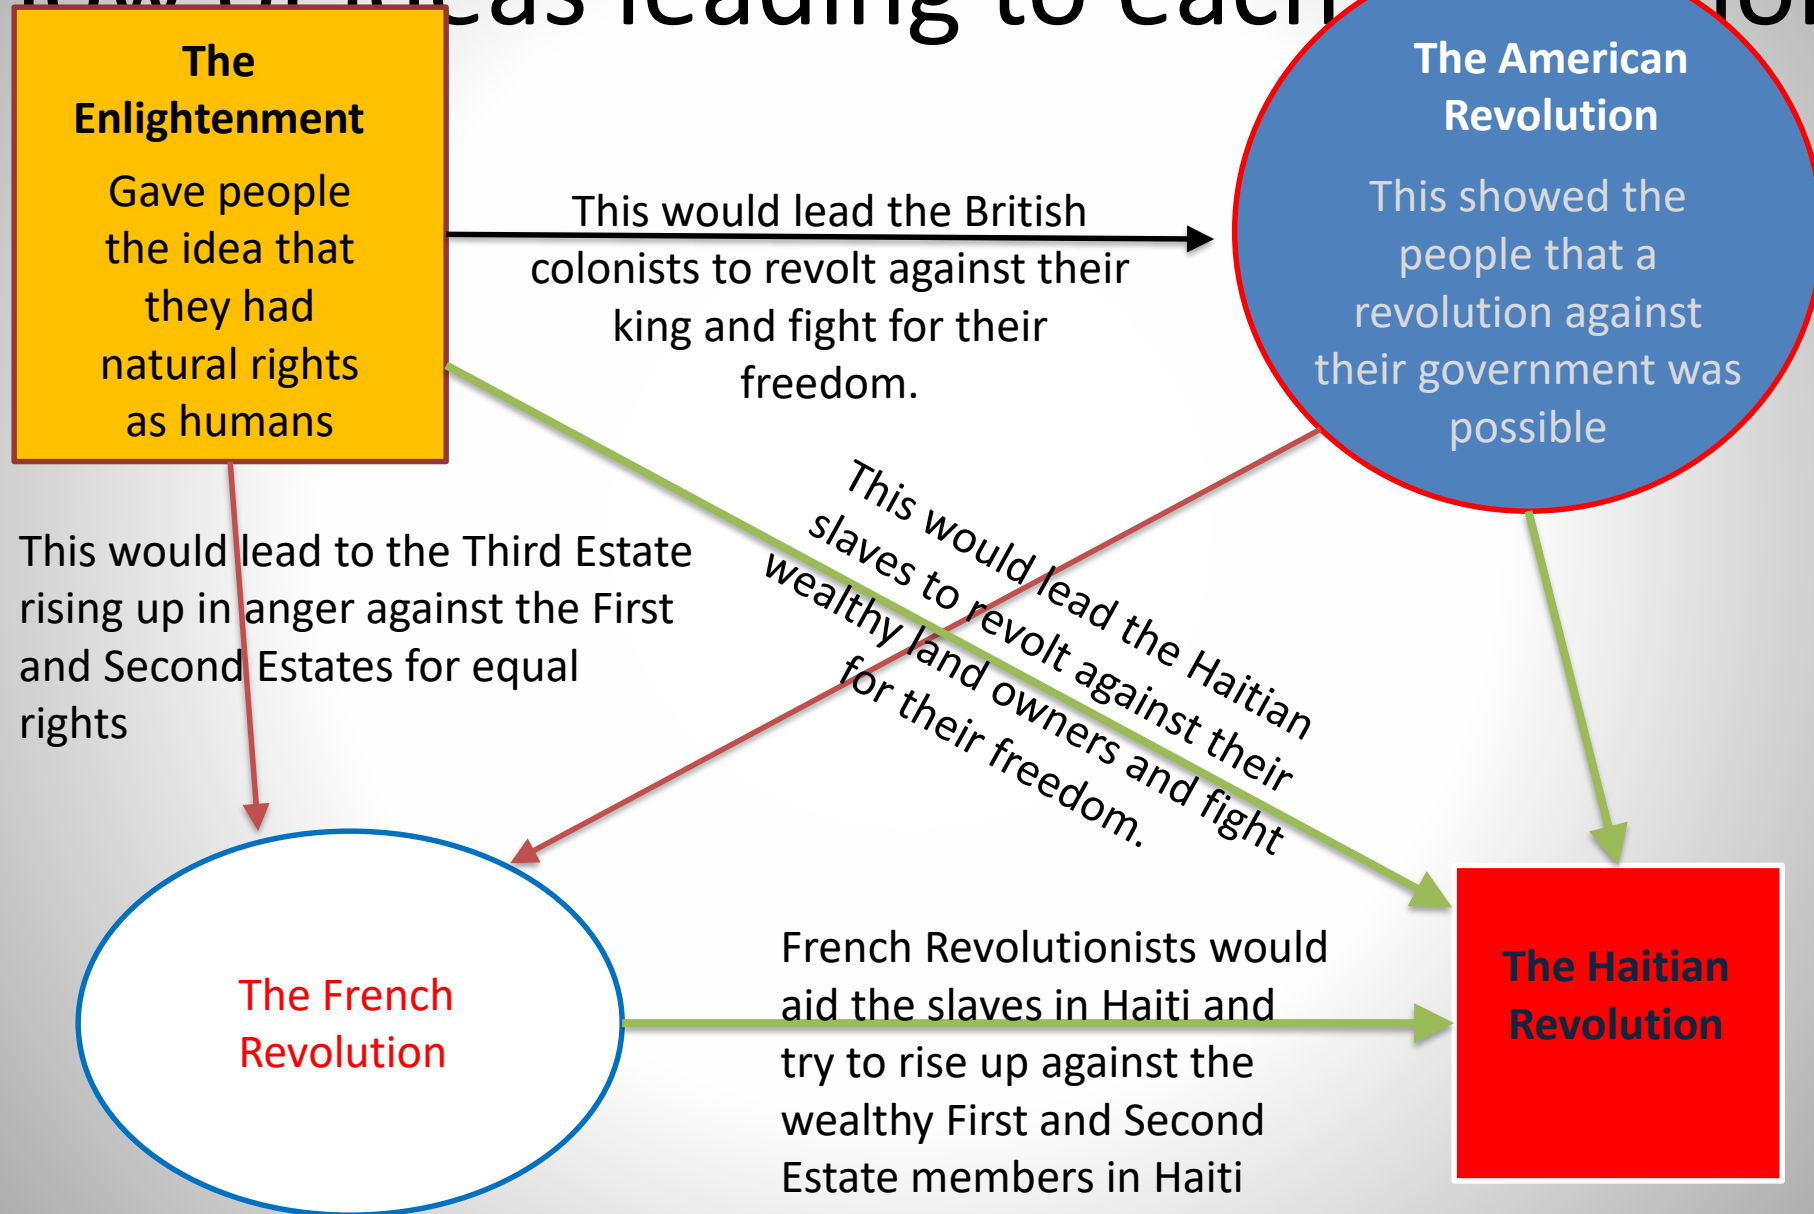 of ideas leading to each
The
Enlightenment
Gave people
the idea that
they had
natural rights
as humans
This would lead the British
colonists to revolt against their
king and fight for their
freedom.
The American
Revolution
This showed the
people that a
revolution against
their government was
possible
This would lead to the Third Estate
rising up in anger against the First
and Second Estates for equal
rights
This would lead the Haitian
slaves to revolt against their
wealthy land owners and fight
for their freedom.
The French
Revolution
French Revolutionists would
aid the slaves in Haiti and
try to rise up against the
wealthy First and Second
Estate members in Haiti
The Haitian
Revolution